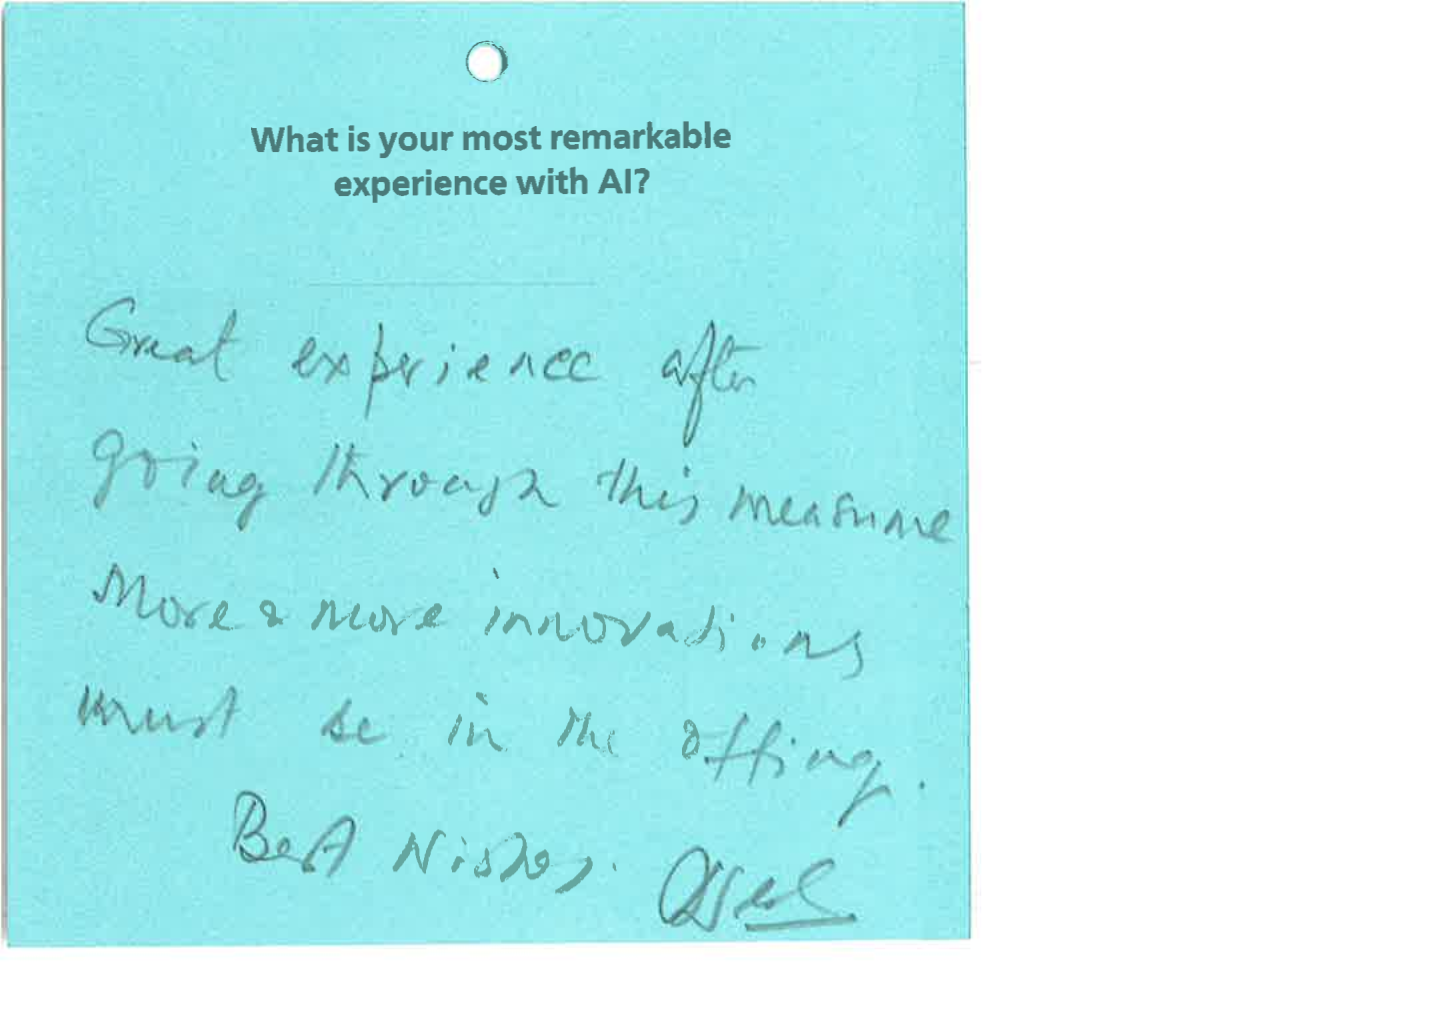 What is your most remarkable
experience with AI?
Great experience after
going through this measure
More & more innovations
must be in the offing.
Best Wishes.